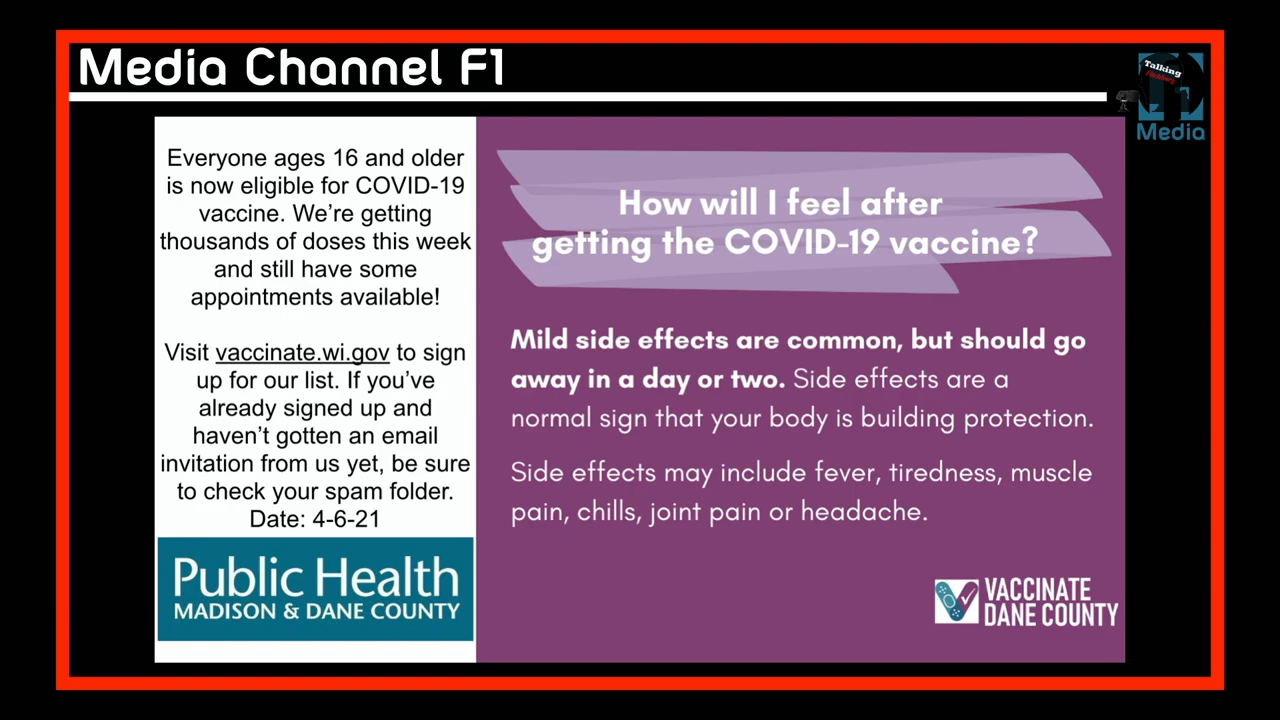 Media Channel F1
Talking
Media
Everyone ages 16 and older
is now eligible for COVID-19
vaccine. We're getting
thousands of doses this week
and still have some
appointments available!
Visit vaccinate.wi.gov to sign
up for our list. If you've
already signed up and
haven't gotten an email
invitation from us yet, be sure
to check your spam folder.
Date: 4-6-21
Public Health
MADISON & DANE COUNTY
How will I feel after
getting the COVID-19 vaccine?
Mild side effects are common, but should go
away in a day or two. Side effects are a
normal sign that your body is building protection.
Side effects may include fever, tiredness, muscle
pain, chills, joint pain or headache.
VACCINATE
DANE COUNTY